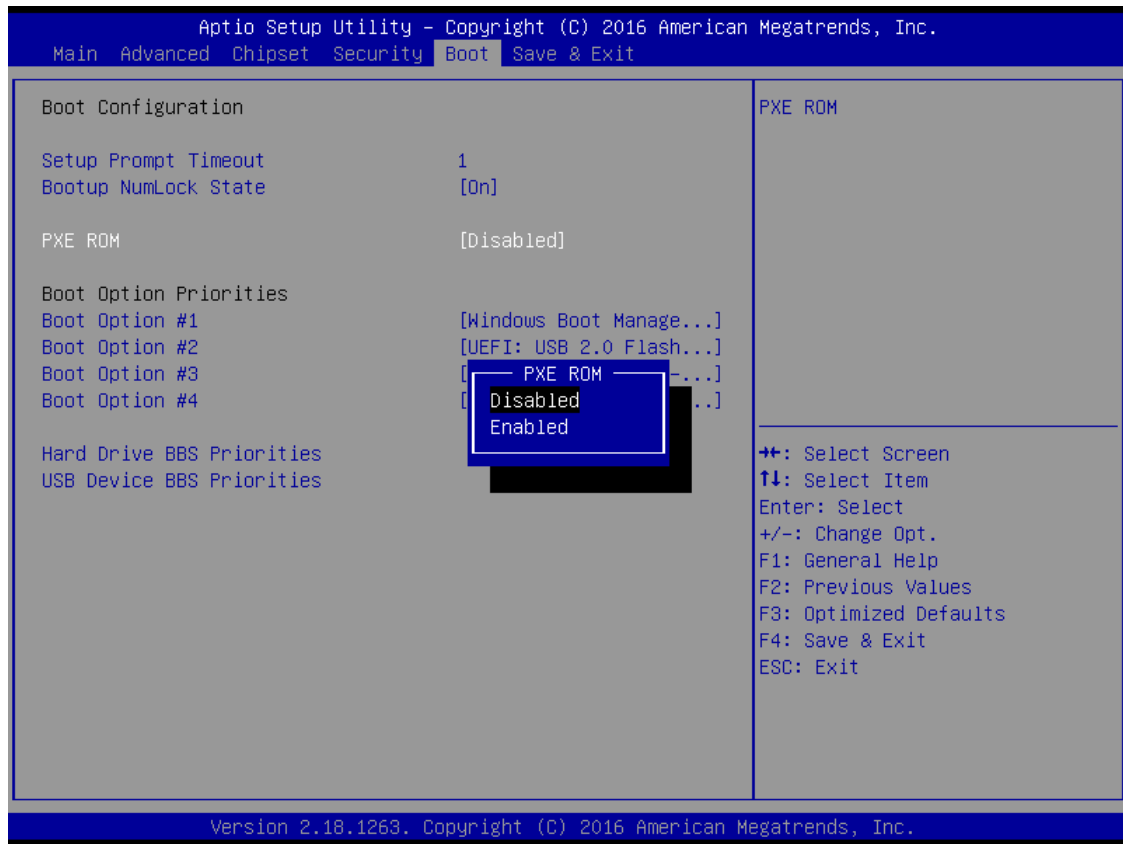 Aptio Setup Utility – Copyright (C) 2016 American Megatrends, Inc.
Main Advanced Chipset Security Boot Save & Exit
Boot Configuration
Setup Prompt Timeout 1
Bootup NumLock State [On]
PXE ROM [Disabled]
Boot Option Priorities
Boot Option #1 [Windows Boot Manage...]
Boot Option #2 [UEFI: USB 2.0 Flash...]
Boot Option #3 [ –...]
Boot Option #4 [ ..]
Hard Drive BBS Priorities
USB Device BBS Priorities
PXE ROM
Disabled
Enabled
PXE ROM
→←: Select Screen
↑↓: Select Item
Enter: Select
+/–: Change Opt.
F1: General Help
F2: Previous Values
F3: Optimized Defaults
F4: Save & Exit
ESC: Exit
Version 2.18.1263. Copyright (C) 2016 American Megatrends, Inc.